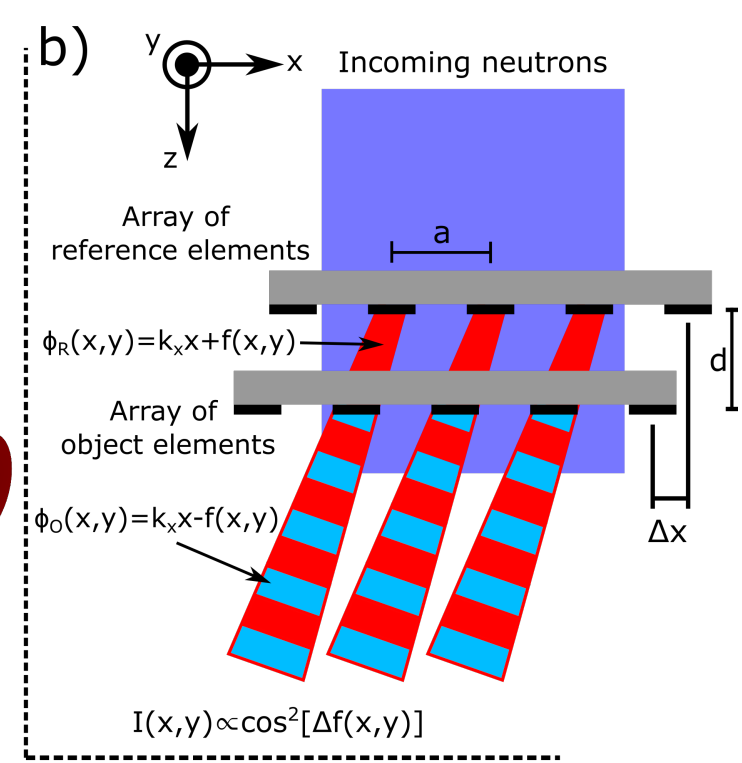 b)
y
x
z
Incoming neutrons
Array of
reference elements
a
ϕR(x,y)=kxx+f(x,y)
d
Array of
object elements
ϕO(x,y)=kxx-f(x,y)
Δx
I(x,y)∝cos²[Δf(x,y)]